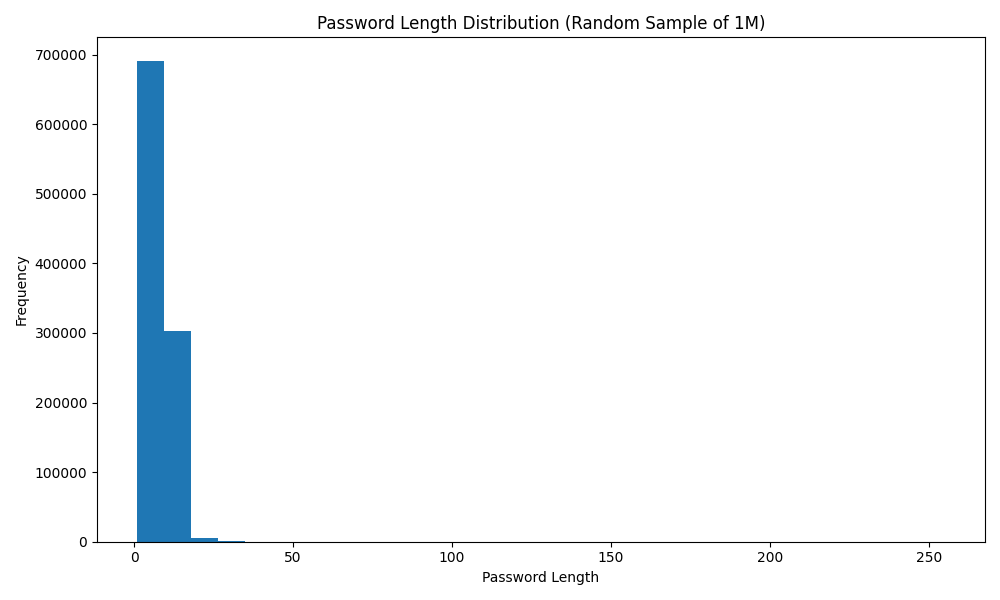 Password Length Distribution (Random Sample of 1M)
Frequency
700000
600000
500000
400000
300000
200000
100000
0
0 50 100 150 200 250
Password Length